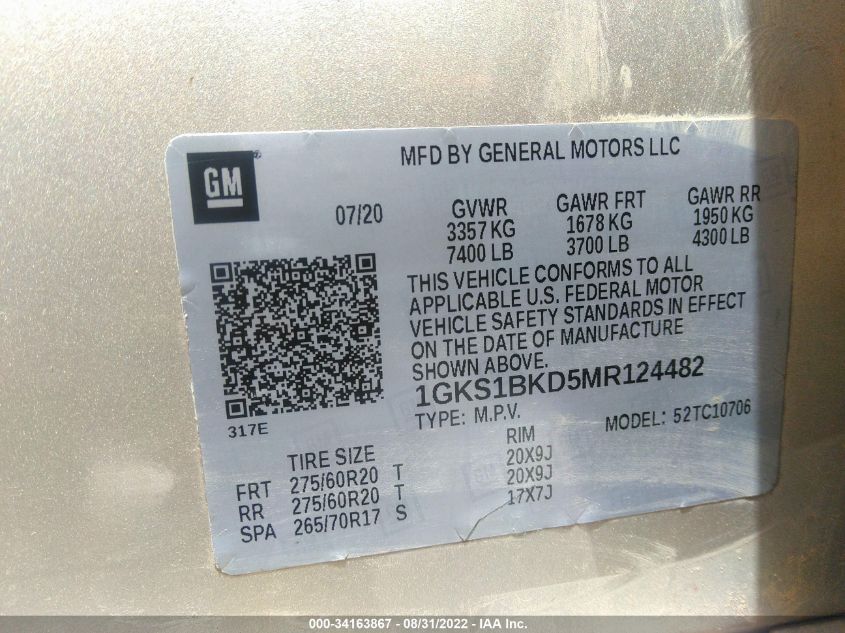 GM®
MFD BY GENERAL MOTORS LLC
07/20
GVWR GAWR FRT GAWR RR
3357 KG 1678 KG 1950 KG
7400 LB 3700 LB 4300 LB
THIS VEHICLE CONFORMS TO ALL
APPLICABLE U.S. FEDERAL MOTOR
VEHICLE SAFETY STANDARDS IN EFFECT
ON THE DATE OF MANUFACTURE
SHOWN ABOVE.
1GKS1BKD5MR124482
TYPE: M.P.V. MODEL: 52TC10706
317E
TIRE SIZE RIM
FRT 275/60R20 T 20X9J
RR 275/60R20 T 20X9J
SPA 265/70R17 S 17X7J
000-34163867 - 08/31/2022 - IAA Inc.